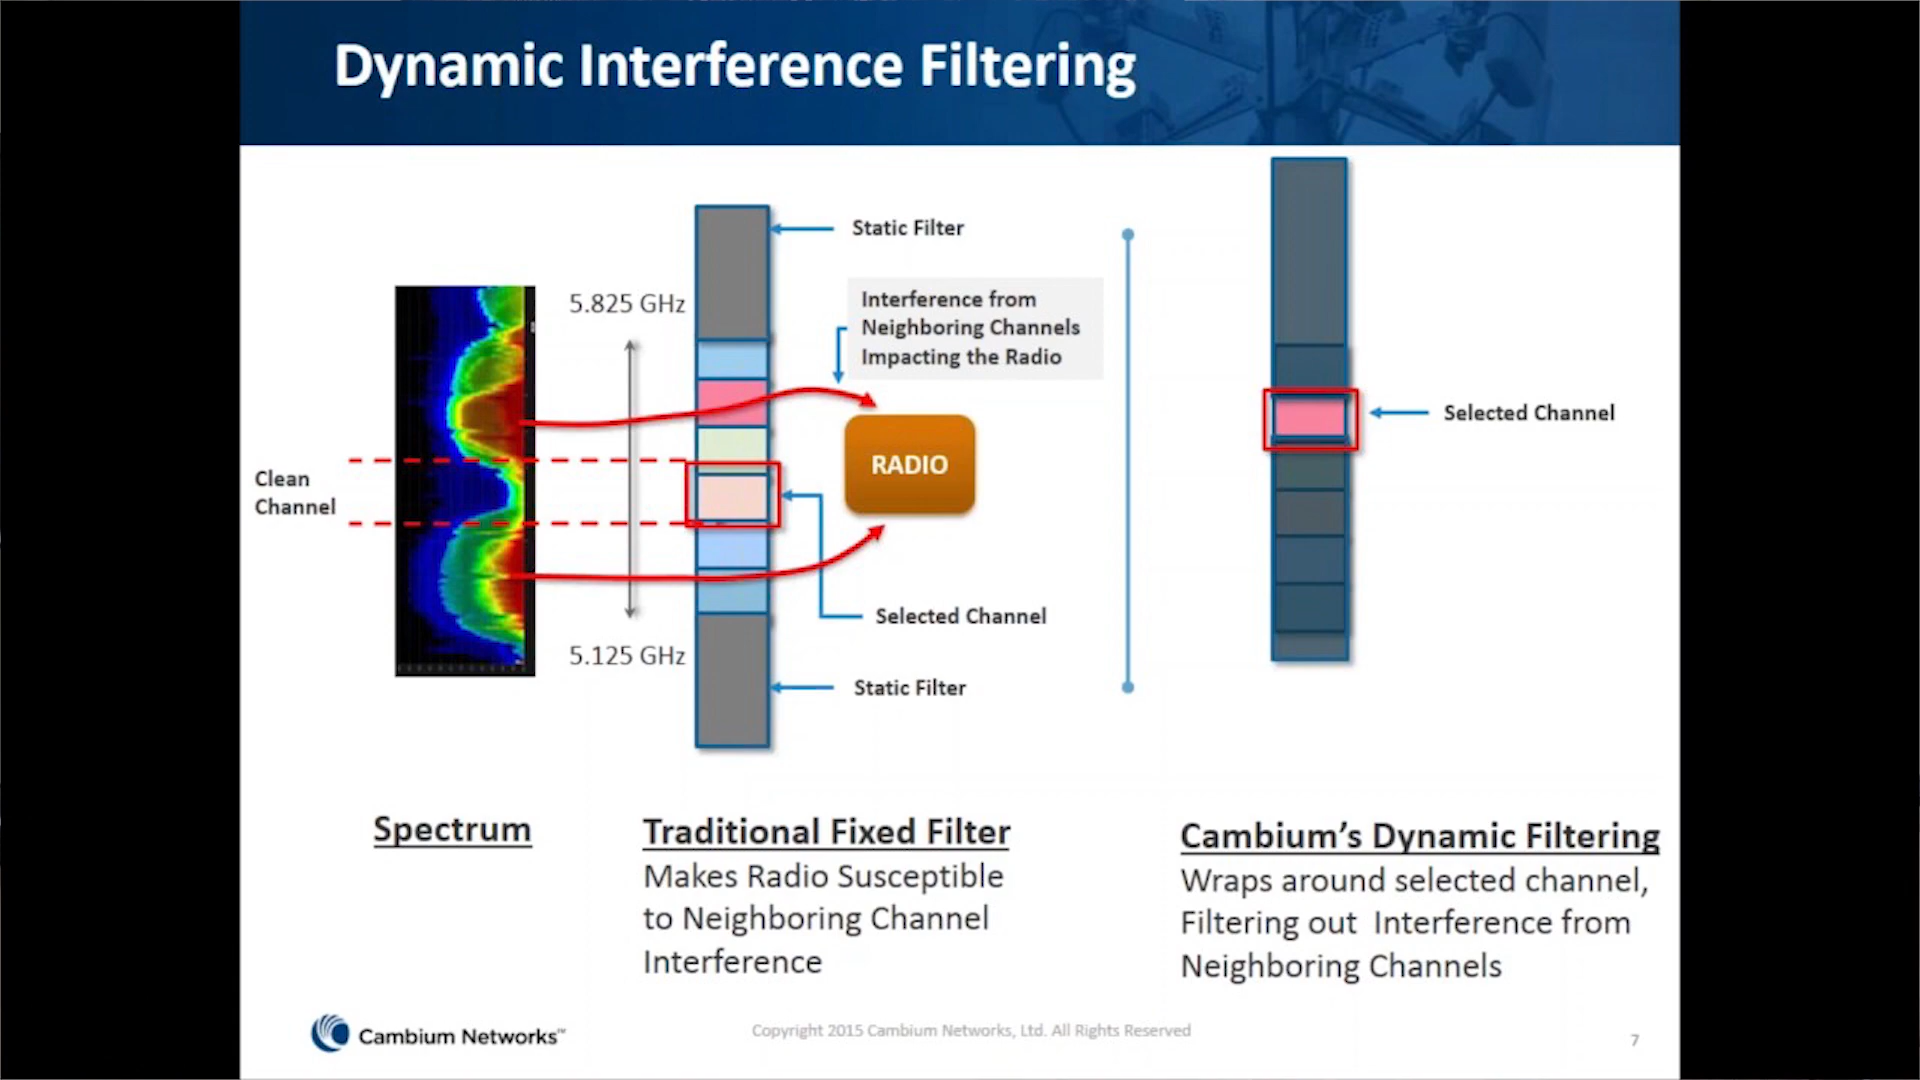 Dynamic Interference Filtering
Static Filter
5.825 GHz
Interference from
Neighboring Channels
Impacting the Radio
Selected Channel
RADIO
Clean
Channel
Selected Channel
5.125 GHz
Static Filter
Spectrum
Traditional Fixed Filter
Makes Radio Susceptible
to Neighboring Channel
Interference
Cambium’s Dynamic Filtering
Wraps around selected channel,
Filtering out Interference from
Neighboring Channels
Cambium Networks™
Copyright 2015 Cambium Networks, Ltd. All Rights Reserved
7